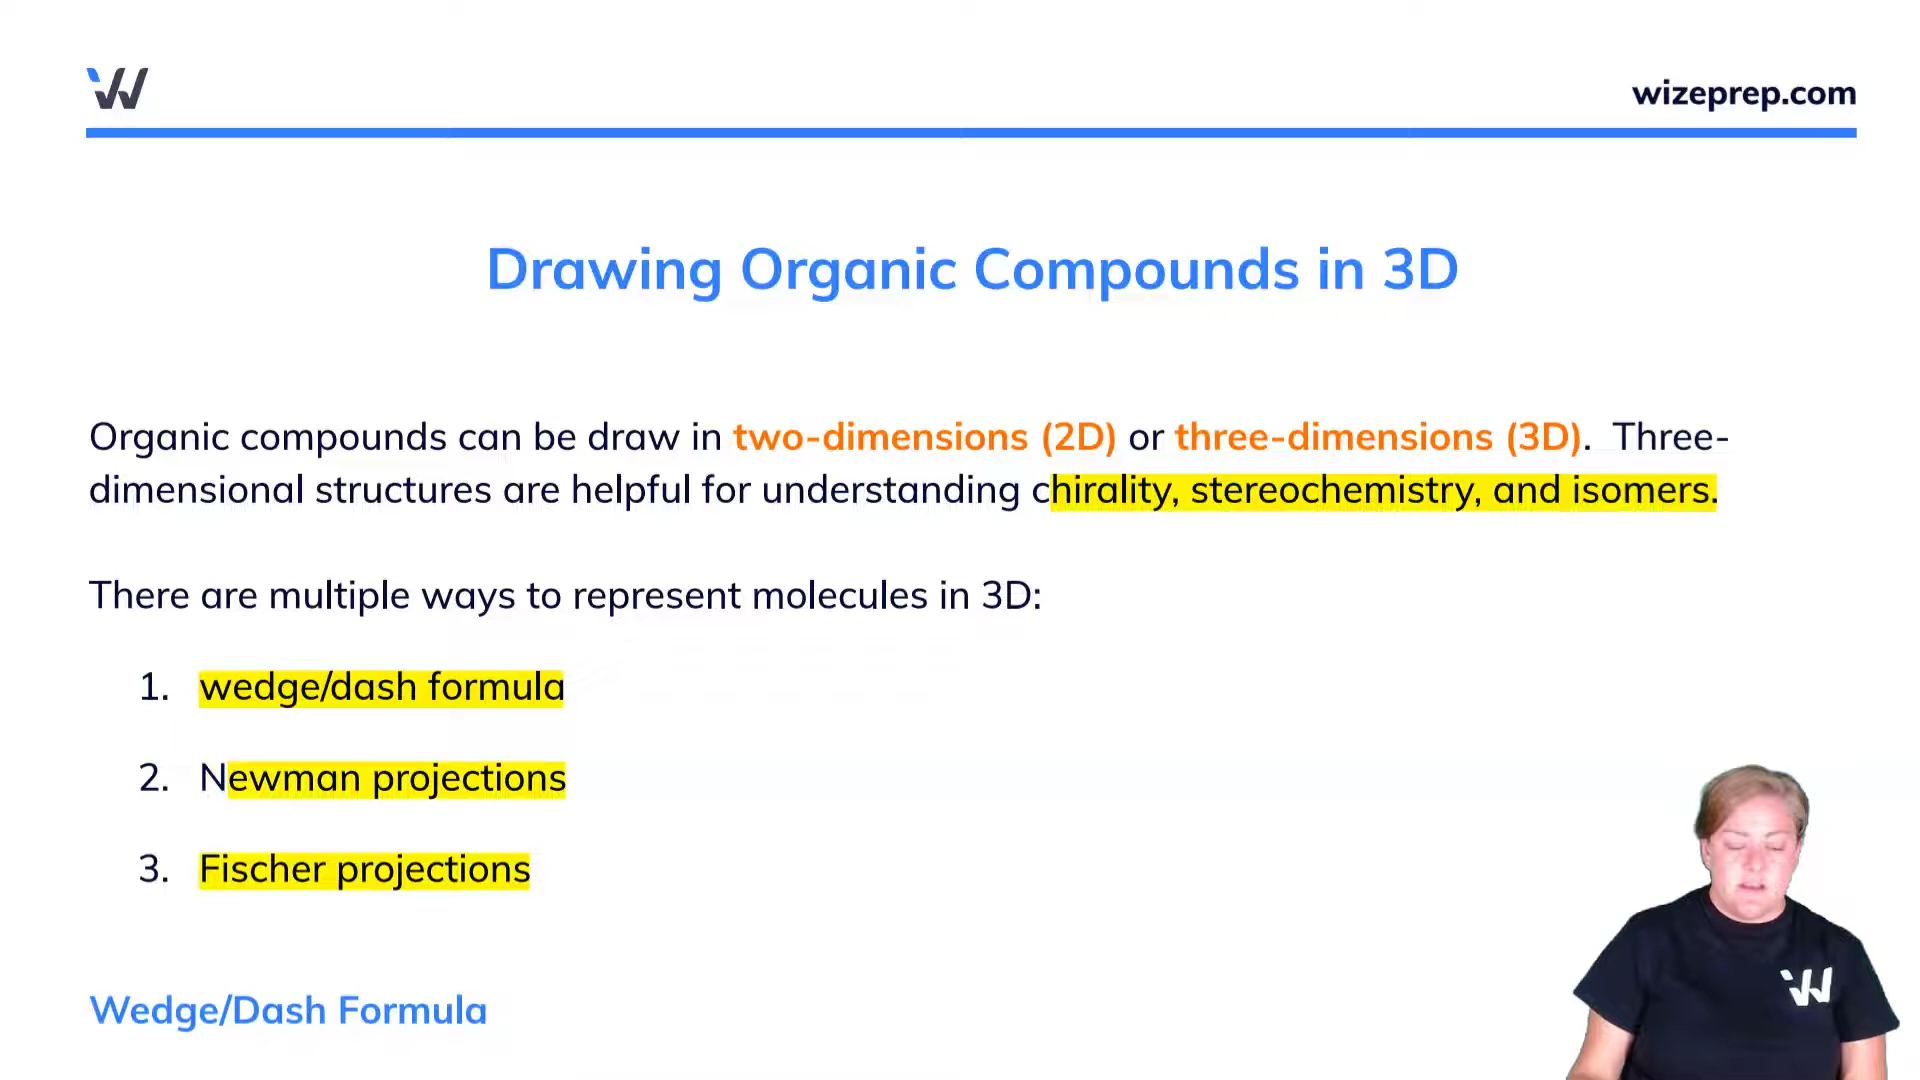 W
wizeprep.com
Drawing Organic Compounds in 3D
Organic compounds can be draw in two-dimensions (2D) or three-dimensions (3D).  Three-
dimensional structures are helpful for understanding chirality, stereochemistry, and isomers.
There are multiple ways to represent molecules in 3D:
1. wedge/dash formula
2. Newman projections
3. Fischer projections
W
Wedge/Dash Formula